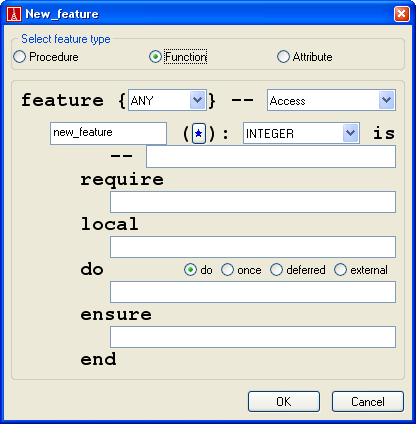 New_feature
Select feature type
Procedure Function Attribute
feature { ANY } -- Access
new_feature (★): INTEGER is
--
require
local
do do once deferred external
ensure
end
OK Cancel